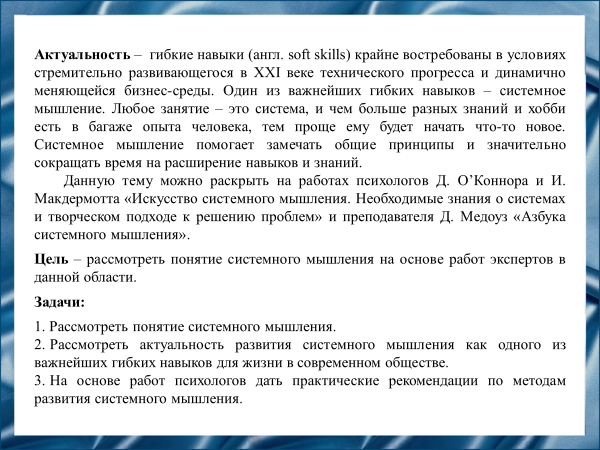 Актуальность – гибкие навыки (англ. soft skills) крайне востребованы в условиях
стремительно развивающегося в XXI веке технического прогресса и динамично
меняющейся бизнес-среды. Один из важнейших гибких навыков – системное
мышление. Любое занятие – это система, и чем больше разных знаний и хобби
есть в багаже опыта человека, тем проще ему будет начать что-то новое.
Системное мышление помогает замечать общие принципы и значительно
сокращать время на расширение навыков и знаний.
Данную тему можно раскрыть на работах психологов Д. О’Коннора и И.
Макдермотта «Искусство системного мышления. Необходимые знания о системах
и творческом подходе к решению проблем» и преподавателя Д. Медоуз «Азбука
системного мышления».
Цель – рассмотреть понятие системного мышления на основе работ экспертов в
данной области.
Задачи:
1. Рассмотреть понятие системного мышления.
2. Рассмотреть актуальность развития системного мышления как одного из
важнейших гибких навыков для жизни в современном обществе.
3. На основе работ психологов дать практические рекомендации по методам
развития системного мышления.